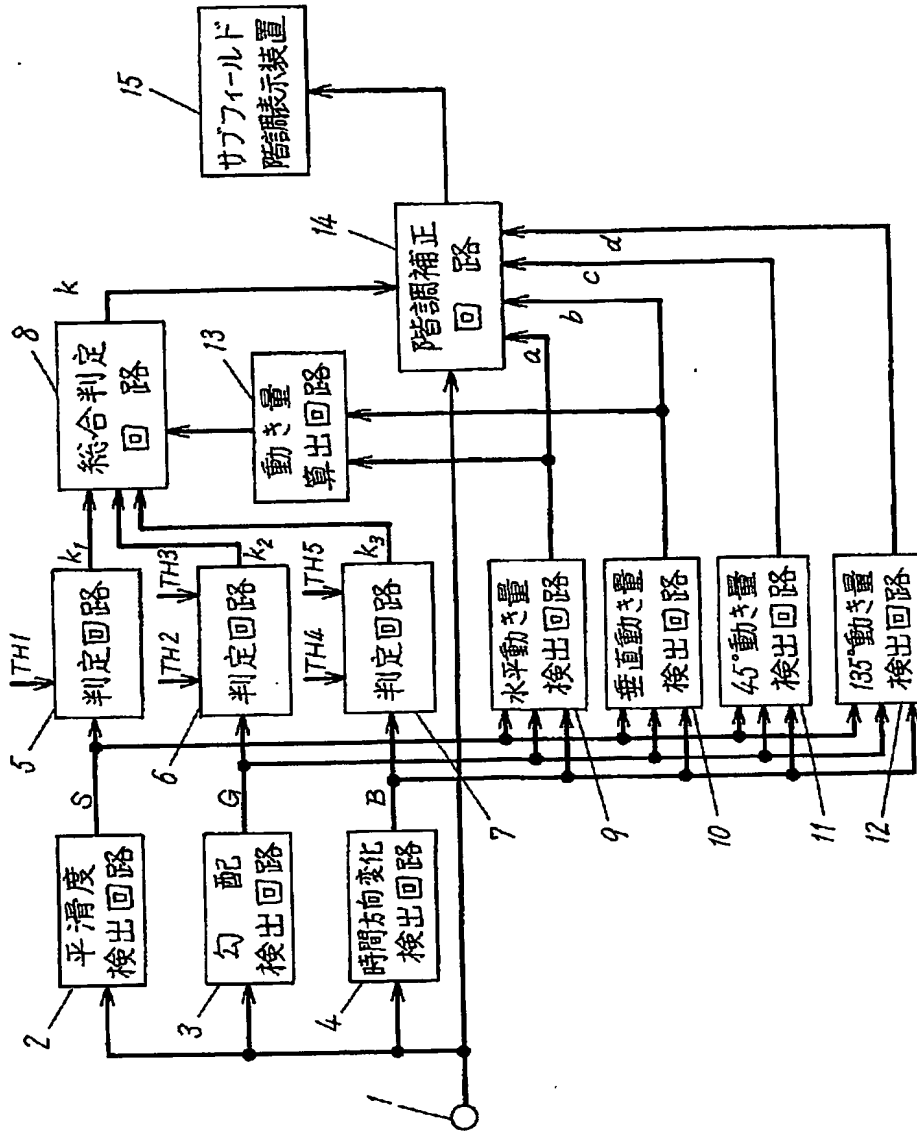 1
2
平滑度
検出回路
S
3
勾配
検出回路
G
4
時間方向変化
検出回路
B
TH1
5
判定回路
k1
TH2
TH3
6
判定回路
k2
TH4
TH5
7
判定回路
k3
8
総合判定
回路
k
9
水平動き量
検出回路
10
垂直動き量
検出回路
11
45°動き量
検出回路
12
135°動き量
検出回路
13
動き量
算出回路
a
b
c
d
14
階調補正
回路
15
サブフィールド
階調表示装置